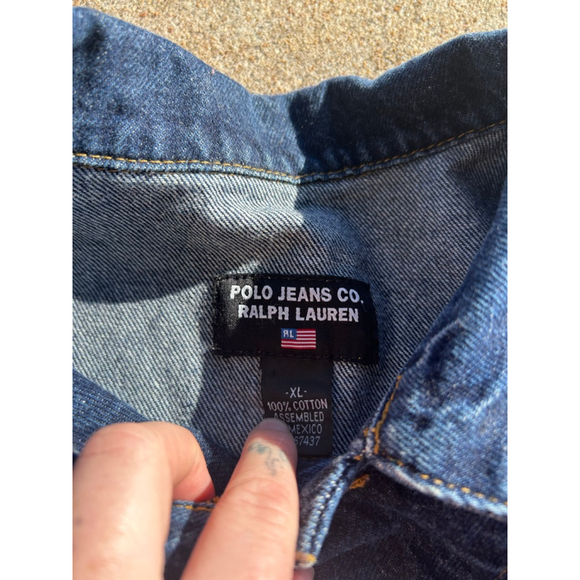 POLO JEANS CO.
RALPH LAUREN
RL
-XL-
100% COTTON
ASSEMBLED
MEXICO
67437